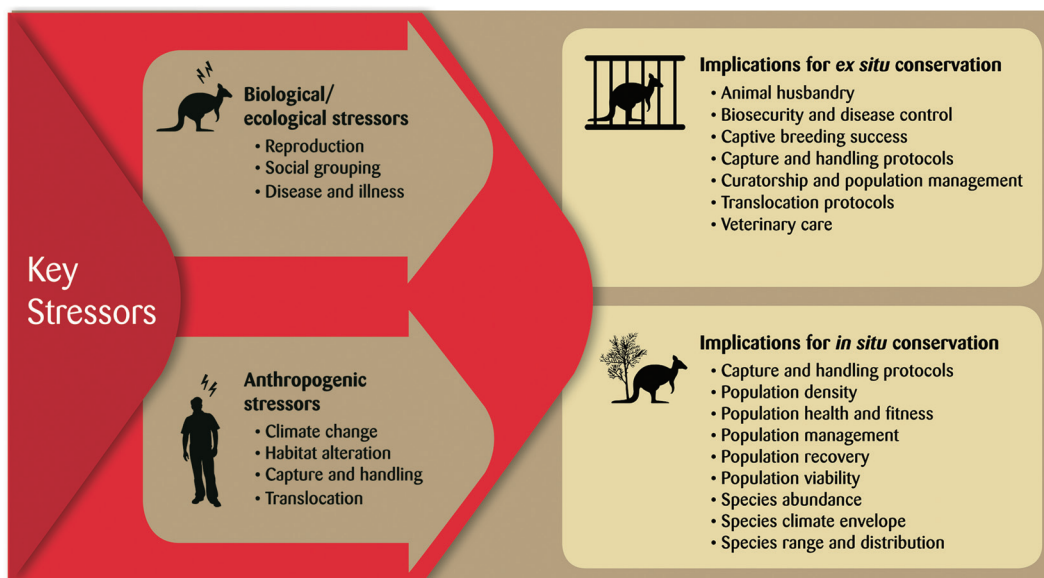 Key
Stressors
Biological/
ecological stressors
• Reproduction
• Social grouping
• Disease and illness
Anthropogenic
stressors
• Climate change
• Habitat alteration
• Capture and handling
• Translocation
Implications for ex situ conservation
• Animal husbandry
• Biosecurity and disease control
• Captive breeding success
• Capture and handling protocols
• Curatorship and population management
• Translocation protocols
• Veterinary care
Implications for in situ conservation
• Capture and handling protocols
• Population density
• Population health and fitness
• Population management
• Population recovery
• Population viability
• Species abundance
• Species climate envelope
• Species range and distribution